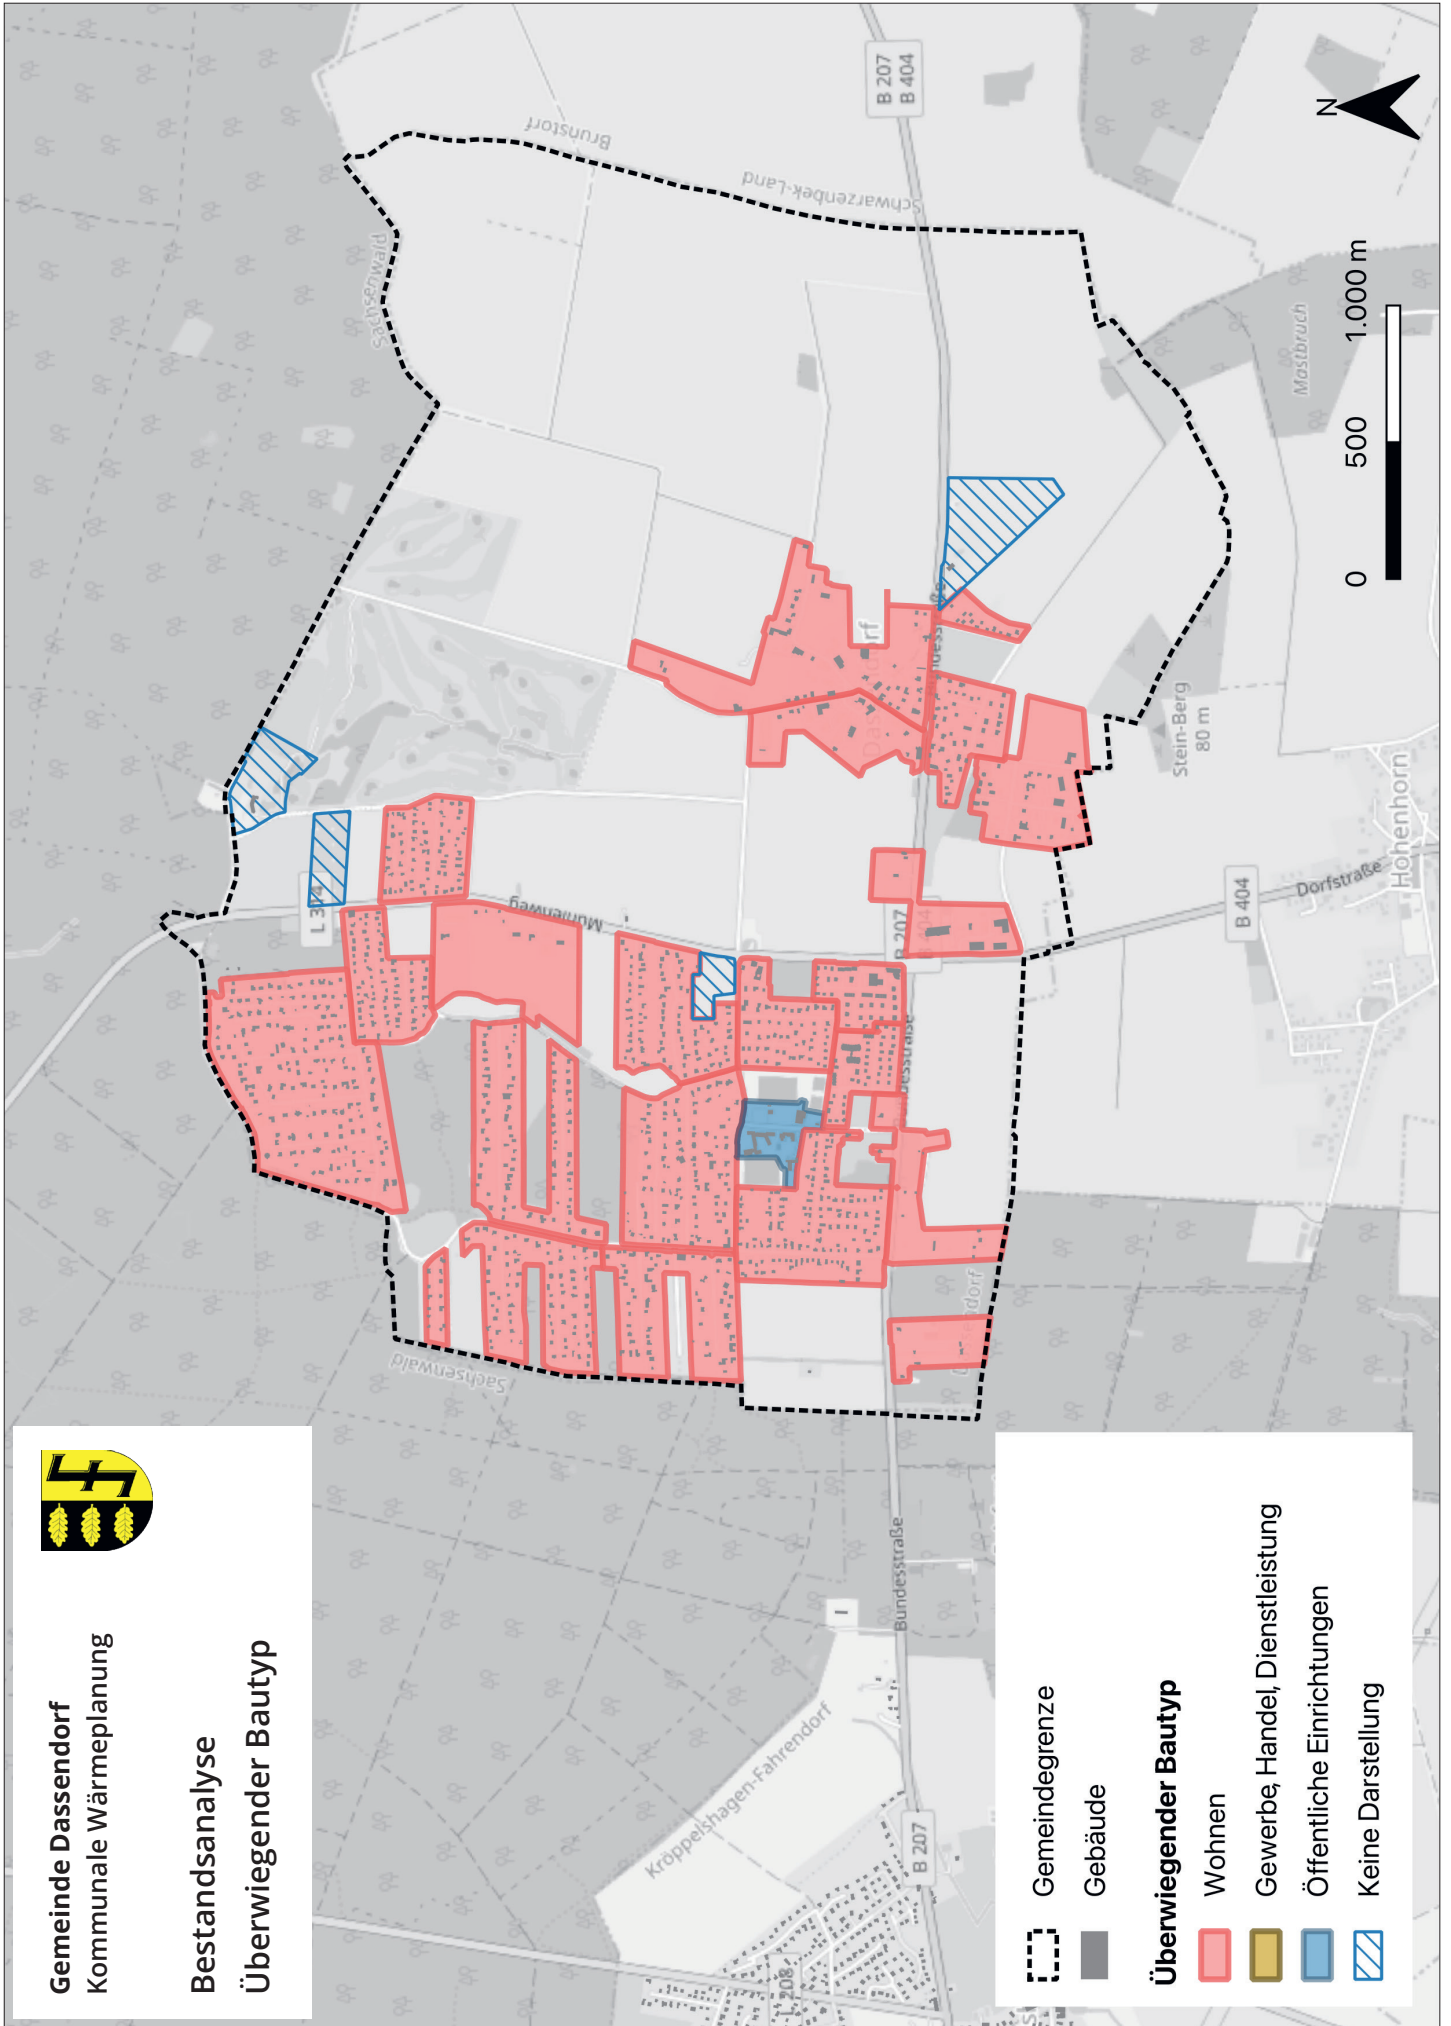 Gemeinde Dassendorf
Kommunale Wärmeplanung
Bestandsanalyse
Überwiegender Bautyp
Gemeindegrenze
Gebäude
Überwiegender Bautyp
Wohnen
Gewerbe, Handel, Dienstleistung
Öffentliche Einrichtungen
Keine Darstellung
Kröppelshagen-Fahrendorf
B 207
Bundesstraße
Sachsenwald
Mühlenweg
B 404
Dorfstraße
Hohenhorn
Stein-Berg
80 m
Mastbruch
Sachsenwald
Brunstorf
Schwarzenbek-Land
B 207
B 404
N
0
500
1.000 m